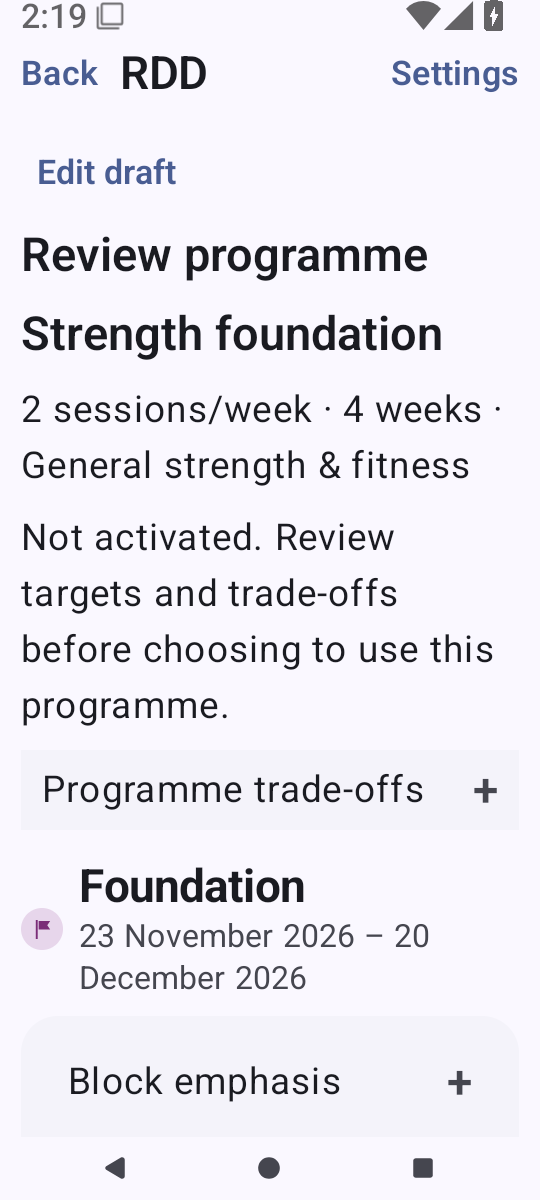 2:19
Back RDD Settings
Edit draft
Review programme
Strength foundation
2 sessions/week · 4 weeks ·
General strength & fitness
Not activated. Review
targets and trade-offs
before choosing to use this
programme.
Programme trade-offs +
Foundation
23 November 2026 – 20
December 2026
Block emphasis +